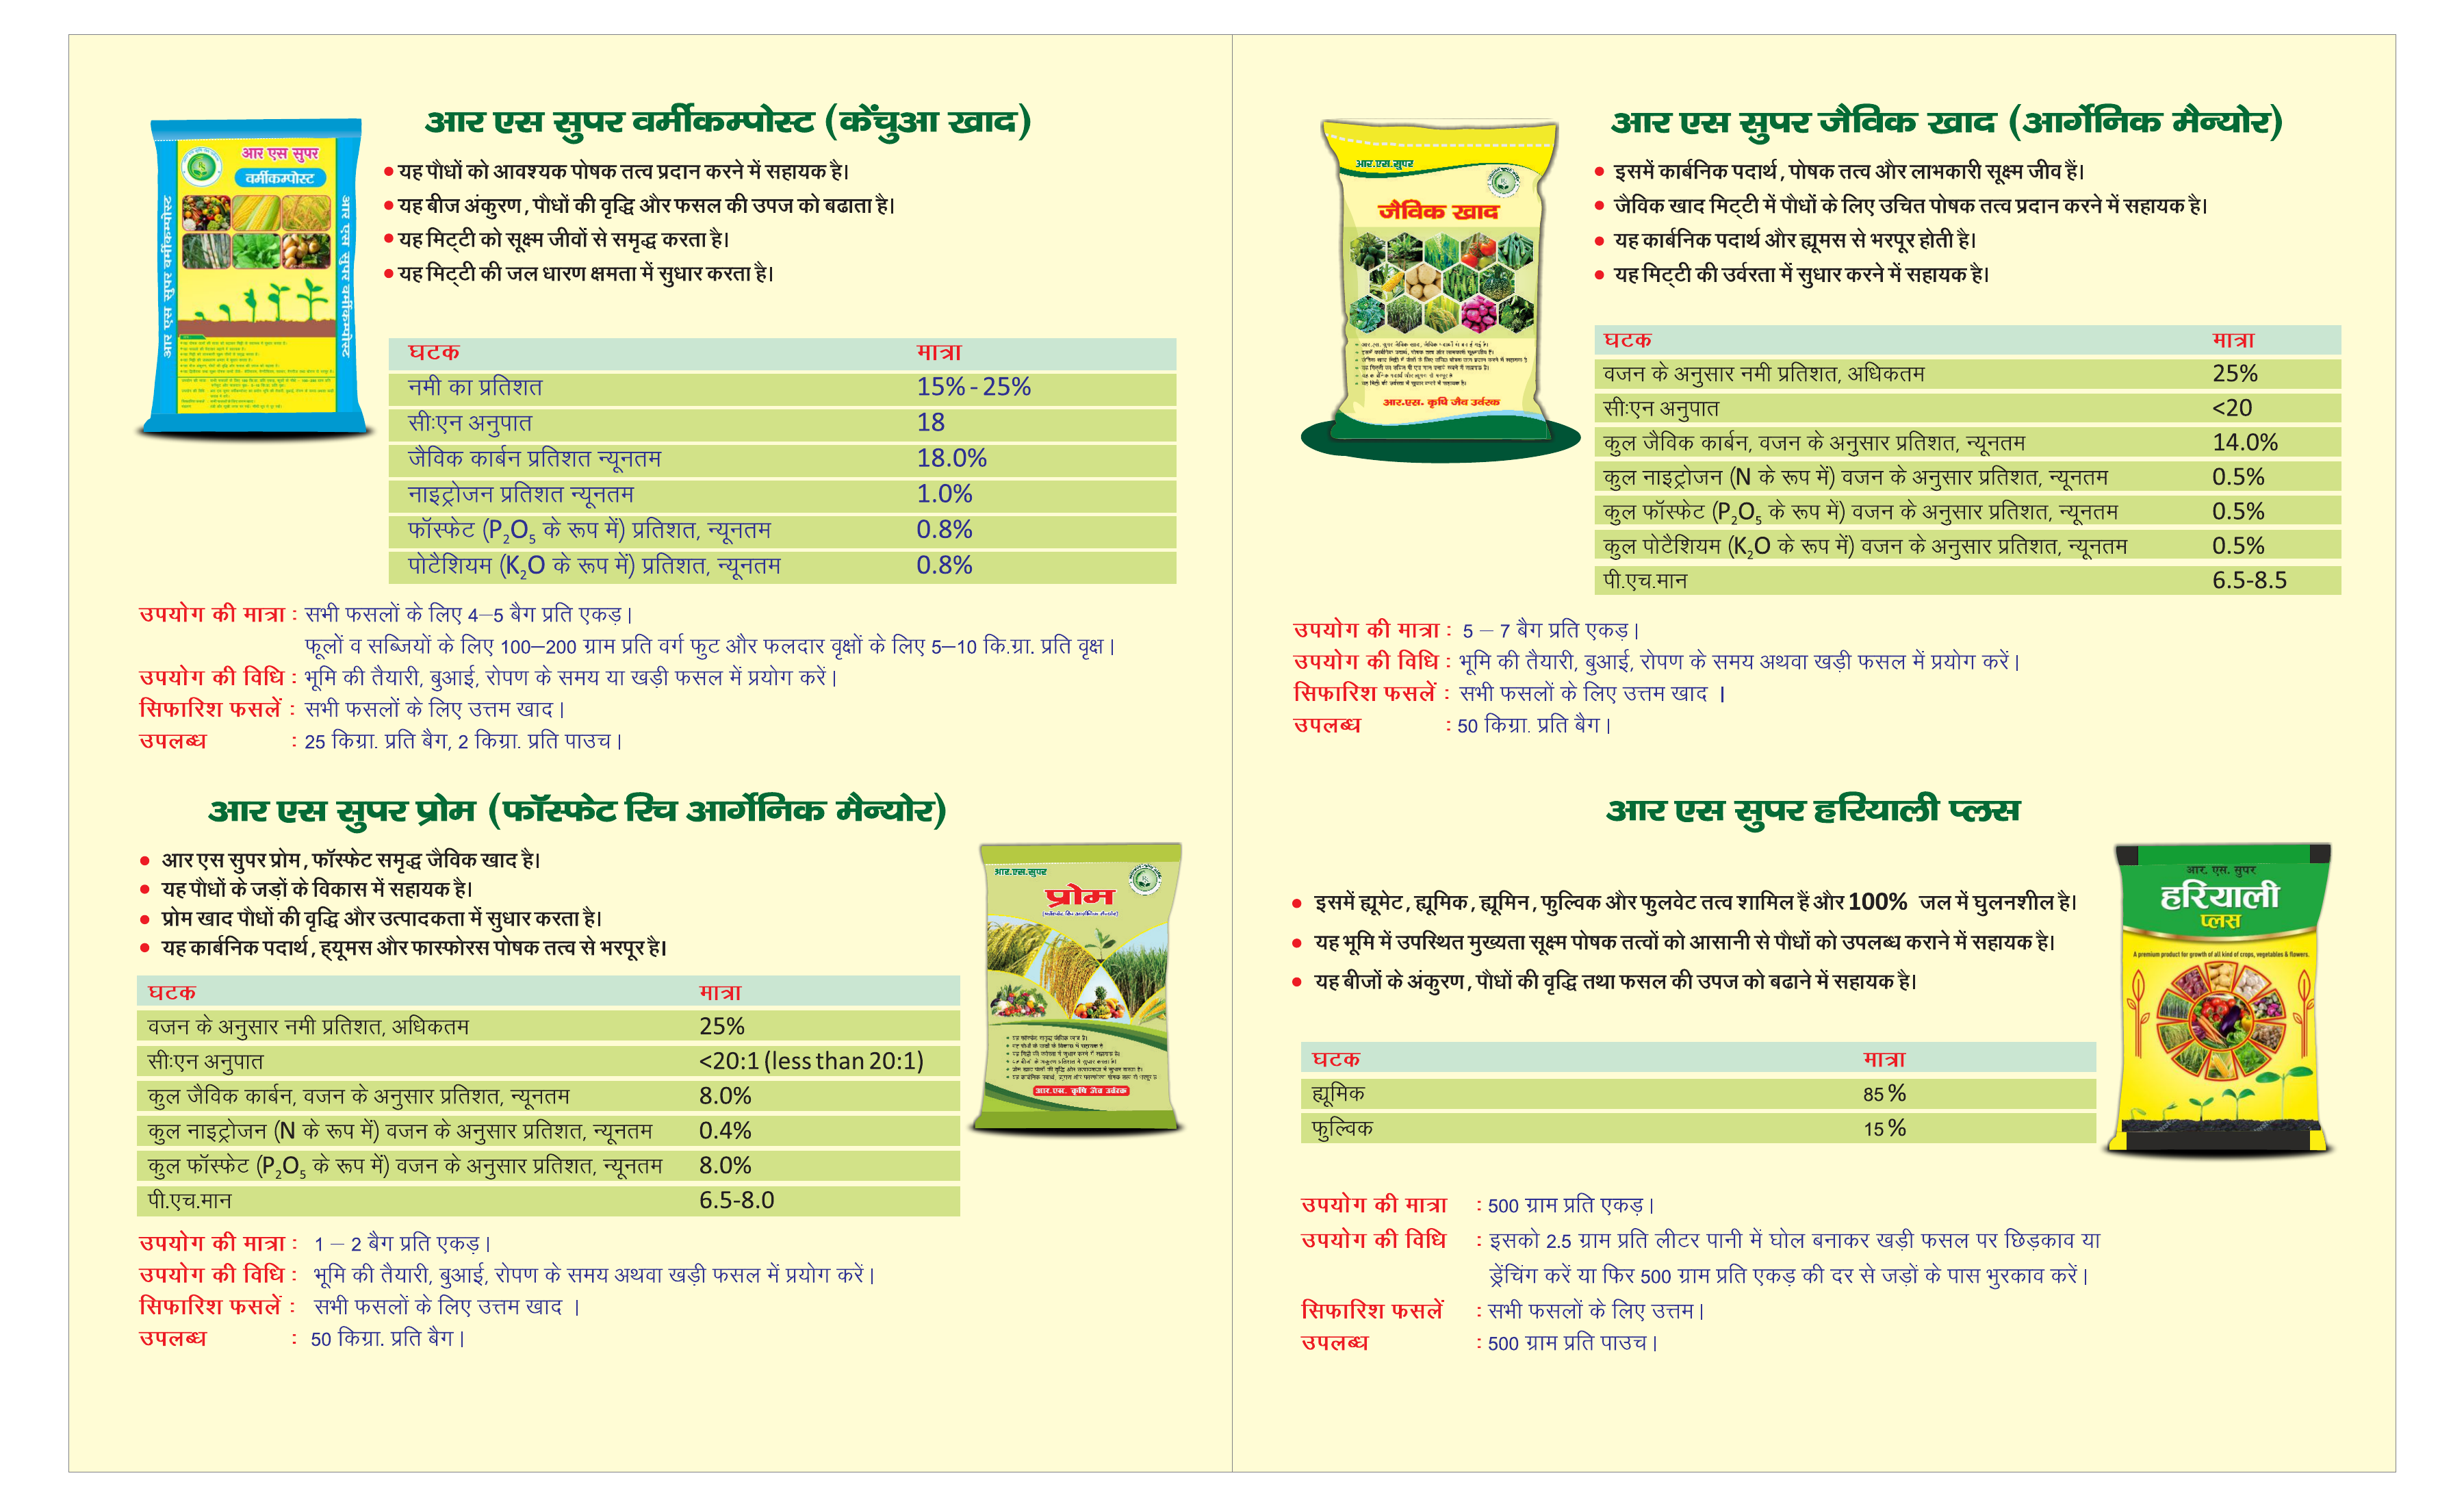 आर एस सुपर वर्मीकम्पोस्ट (केंचुआ खाद)
आर एस सुपर
वर्मीकम्पोस्ट
आर एस सुपर वर्मीकम्पोस्ट
आर एस सुपर वर्मीकम्पोस्ट
यह पौधों को आवश्यक पोषक तत्व प्रदान करने में सहायक है।
यह बीज अंकुरण, पौधों की वृद्धि और फसल की उपज को बढाता है।
यह मिट्टी को सूक्ष्म जीवों से समृद्ध करता है।
यह मिट्टी की जल धारण क्षमता में सुधार करता है।
घटक मात्रा
नमी का प्रतिशत 15% - 25%
सीःएन अनुपात 18
जैविक कार्बन प्रतिशत न्यूनतम 18.0%
नाइट्रोजन प्रतिशत न्यूनतम 1.0%
फॉस्फेट (P₂O₅ के रूप में) प्रतिशत, न्यूनतम 0.8%
पोटैशियम (K₂O के रूप में) प्रतिशत, न्यूनतम 0.8%
उपयोग की मात्रा : सभी फसलों के लिए 4–5 बैग प्रति एकड़।
फूलों व सब्जियों के लिए 100–200 ग्राम प्रति वर्ग फुट और फलदार वृक्षों के लिए 5–10 कि.ग्रा. प्रति वृक्ष।
उपयोग की विधि : भूमि की तैयारी, बुआई, रोपण के समय या खड़ी फसल में प्रयोग करें।
सिफारिश फसलें : सभी फसलों के लिए उत्तम खाद।
उपलब्ध : 25 किग्रा. प्रति बैग, 2 किग्रा. प्रति पाउच।
आर एस सुपर प्रोम (फॉस्फेट रिच आर्गेनिक मैन्योर)
आर एस सुपर प्रोम, फॉस्फेट समृद्ध जैविक खाद है।
यह पौधों के जड़ों के विकास में सहायक है।
प्रोम खाद पौधों की वृद्धि और उत्पादकता में सुधार करता है।
यह कार्बनिक पदार्थ, ह्यूमस और फास्फोरस पोषक तत्व से भरपूर है।
आर.एस.सुपर
प्रोम
आर.एस. कृषि जैव उर्वरक
घटक मात्रा
वजन के अनुसार नमी प्रतिशत, अधिकतम 25%
सीःएन अनुपात <20:1 (less than 20:1)
कुल जैविक कार्बन, वजन के अनुसार प्रतिशत, न्यूनतम 8.0%
कुल नाइट्रोजन (N के रूप में) वजन के अनुसार प्रतिशत, न्यूनतम 0.4%
कुल फॉस्फेट (P₂O₅ के रूप में) वजन के अनुसार प्रतिशत, न्यूनतम 8.0%
पी.एच.मान 6.5-8.0
उपयोग की मात्रा : 1 – 2 बैग प्रति एकड़।
उपयोग की विधि : भूमि की तैयारी, बुआई, रोपण के समय अथवा खड़ी फसल में प्रयोग करें।
सिफारिश फसलें : सभी फसलों के लिए उत्तम खाद ।
उपलब्ध : 50 किग्रा. प्रति बैग।
आर एस सुपर जैविक खाद (आर्गेनिक मैन्योर)
आर.एस.सुपर
जैविक खाद
आर.एस. कृषि जैव उर्वरक
इसमें कार्बनिक पदार्थ, पोषक तत्व और लाभकारी सूक्ष्म जीव हैं।
जैविक खाद मिट्टी में पौधों के लिए उचित पोषक तत्व प्रदान करने में सहायक है।
यह कार्बनिक पदार्थ और ह्यूमस से भरपूर होती है।
यह मिट्टी की उर्वरता में सुधार करने में सहायक है।
घटक मात्रा
वजन के अनुसार नमी प्रतिशत, अधिकतम 25%
सीःएन अनुपात <20
कुल जैविक कार्बन, वजन के अनुसार प्रतिशत, न्यूनतम 14.0%
कुल नाइट्रोजन (N के रूप में) वजन के अनुसार प्रतिशत, न्यूनतम 0.5%
कुल फॉस्फेट (P₂O₅ के रूप में) वजन के अनुसार प्रतिशत, न्यूनतम 0.5%
कुल पोटैशियम (K₂O के रूप में) वजन के अनुसार प्रतिशत, न्यूनतम 0.5%
पी.एच.मान 6.5-8.5
उपयोग की मात्रा : 5 – 7 बैग प्रति एकड़।
उपयोग की विधि : भूमि की तैयारी, बुआई, रोपण के समय अथवा खड़ी फसल में प्रयोग करें।
सिफारिश फसलें : सभी फसलों के लिए उत्तम खाद ।
उपलब्ध : 50 किग्रा. प्रति बैग।
आर एस सुपर हरियाली प्लस
इसमें ह्यूमेट, ह्यूमिक, ह्यूमिन, फुल्विक और फुलवेट तत्व शामिल हैं और 100% जल में घुलनशील है।
यह भूमि में उपस्थित मुख्यता सूक्ष्म पोषक तत्वों को आसानी से पौधों को उपलब्ध कराने में सहायक है।
यह बीजों के अंकुरण, पौधों की वृद्धि तथा फसल की उपज को बढाने में सहायक है।
आर. एस. सुपर
हरियाली
प्लस
A premium product for growth of all kind of crops, vegetables & flowers.
घटक मात्रा
ह्यूमिक 85 %
फुल्विक 15 %
उपयोग की मात्रा : 500 ग्राम प्रति एकड़।
उपयोग की विधि : इसको 2.5 ग्राम प्रति लीटर पानी में घोल बनाकर खड़ी फसल पर छिड़काव या
ड्रेंचिंग करें या फिर 500 ग्राम प्रति एकड़ की दर से जड़ों के पास भुरकाव करें।
सिफारिश फसलें : सभी फसलों के लिए उत्तम।
उपलब्ध : 500 ग्राम प्रति पाउच।